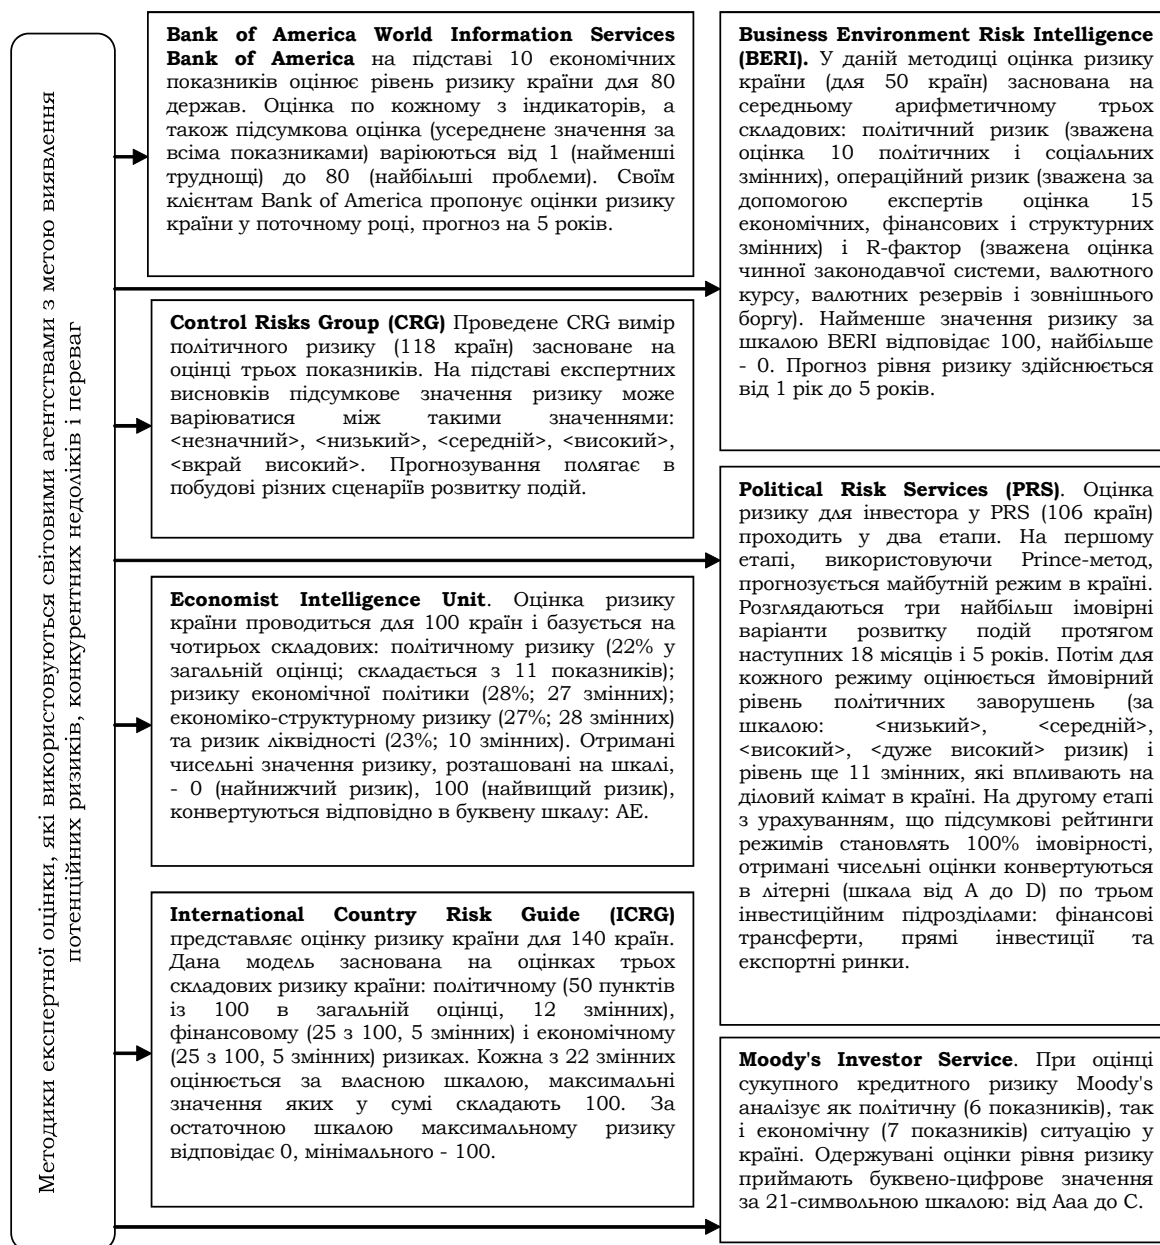 Методики експертної оцінки, які використовуються світовими агентствами з метою виявлення
потенційних ризиків, конкурентних недоліків і переваг
Bank of America World Information Services
Bank of America на підставі 10 економічних
показників оцінює рівень ризику країни для 80
держав. Оцінка по кожному з індикаторів, а
також підсумкова оцінка (усереднене значення за
всіма показниками) варіюються від 1 (найменші
труднощі) до 80 (найбільші проблеми). Своїм
клієнтам Bank of America пропонує оцінки ризику
країни у поточному році, прогноз на 5 років.
Control Risks Group (CRG) Проведене CRG вимір
політичного ризику (118 країн) засноване на
оцінці трьох показників. На підставі експертних
висновків підсумкове значення ризику може
варіюватися між такими значеннями:
<незначний>, <низький>, <середній>, <високий>,
<вкрай високий>. Прогнозування полягає в
побудові різних сценаріїв розвитку подій.
Economist Intelligence Unit. Оцінка ризику
країни проводиться для 100 країн і базується на
чотирьох складових: політичному ризику (22% у
загальній оцінці; складається з 11 показників);
ризику економічної політики (28%; 27 змінних);
економіко-структурному ризику (27%; 28 змінних)
та ризик ліквідності (23%; 10 змінних). Отримані
чисельні значення ризику, розташовані на шкалі,
- 0 (найнижчий ризик), 100 (найвищий ризик),
конвертуються відповідно в буквену шкалу: АЕ.
International Country Risk Guide (ICRG)
представляє оцінку ризику країни для 140 країн.
Дана модель заснована на оцінках трьох
складових ризику країни: політичному (50 пунктів
із 100 в загальній оцінці, 12 змінних),
фінансовому (25 з 100, 5 змінних) і економічному
(25 з 100, 5 змінних) ризиках. Кожна з 22 змінних
оцінюється за власною шкалою, максимальні
значення яких у сумі складають 100. За
остаточною шкалою максимальному ризику
відповідає 0, мінімального - 100.
Business Environment Risk Intelligence
(BERI). У даній методиці оцінка ризику
країни (для 50 країн) заснована на
середньому арифметичному трьох
складових: політичний ризик (зважена
оцінка 10 політичних і соціальних
змінних), операційний ризик (зважена за
допомогою експертів оцінка 15
економічних, фінансових і структурних
змінних) і R-фактор (зважена оцінка
чинної законодавчої системи, валютного
курсу, валютних резервів і зовнішнього
боргу). Найменше значення ризику за
шкалою BERI відповідає 100, найбільше
- 0. Прогноз рівня ризику здійснюється
від 1 рік до 5 років.
Political Risk Services (PRS). Оцінка
ризику для інвестора у PRS (106 країн)
проходить у два етапи. На першому
етапі, використовуючи Prince-метод,
прогнозується майбутній режим в країні.
Розглядаються три найбільш імовірні
варіанти розвитку подій протягом
наступних 18 місяців і 5 років. Потім для
кожного режиму оцінюється ймовірний
рівень політичних заворушень (за
шкалою: <низький>, <середній>,
<високий>, <дуже високий> ризик) і
рівень ще 11 змінних, які впливають на
діловий клімат в країні. На другому етапі
з урахуванням, що підсумкові рейтинги
режимів становлять 100% імовірності,
отримані чисельні оцінки конвертуються
в літерні (шкала від A до D) по трьом
інвестиційним підрозділами: фінансові
трансферти, прямі інвестиції та
експортні ринки.
Moody's Investor Service. При оцінці
сукупного кредитного ризику Moody's
аналізує як політичну (6 показників), так
і економічну (7 показників) ситуацію у
країні. Одержувані оцінки рівня ризику
приймають буквено-цифрове значення
за 21-символьною шкалою: від Ааа до С.